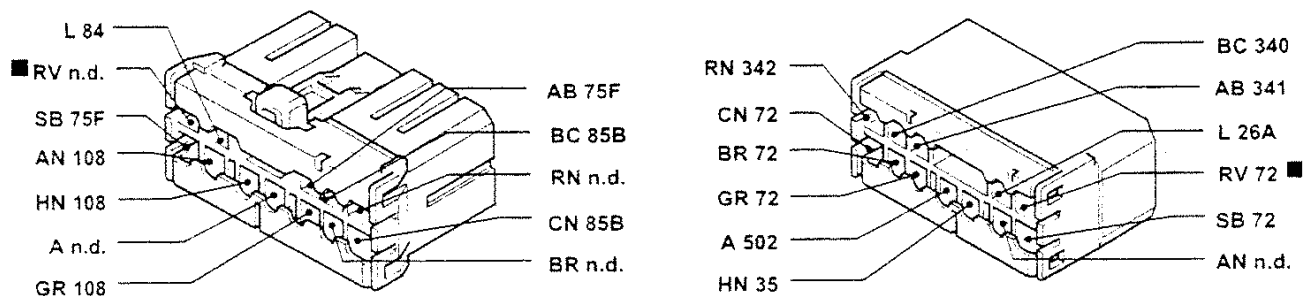 L 84
■ RV n.d.
SB 75F
AN 108
HN 108
A n.d.
GR 108
AB 75F
BC 85B
RN n.d.
CN 85B
BR n.d.
RN 342
CN 72
BR 72
GR 72
A 502
HN 35
BC 340
AB 341
L 26A
RV 72 ■
SB 72
AN n.d.